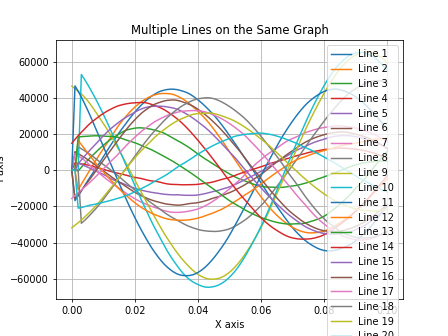 Multiple Lines on the Same Graph
60000
40000
20000
0
−20000
−40000
−60000
0.00
0.02
0.04
0.06
X axis
Line 1
Line 2
Line 3
Line 4
Line 5
Line 6
Line 7
Line 8
Line 9
Line 10
Line 11
Line 12
Line 13
Line 14
Line 15
Line 16
Line 17
Line 18
Line 19